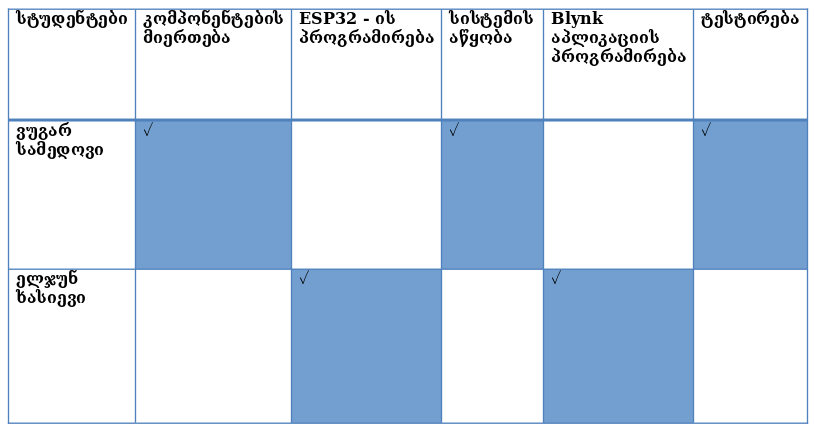 სტუდენტები
კომპონენტების
მიერთება
ESP32 - ის
პროგრამირება
სისტემის
აწყობა
Blynk
აპლიკაციის
პროგრამირება
ტესტირება
ვუგარ
სამედოვი
√
√
√
ელჯუნ
ხასიევი
√
√